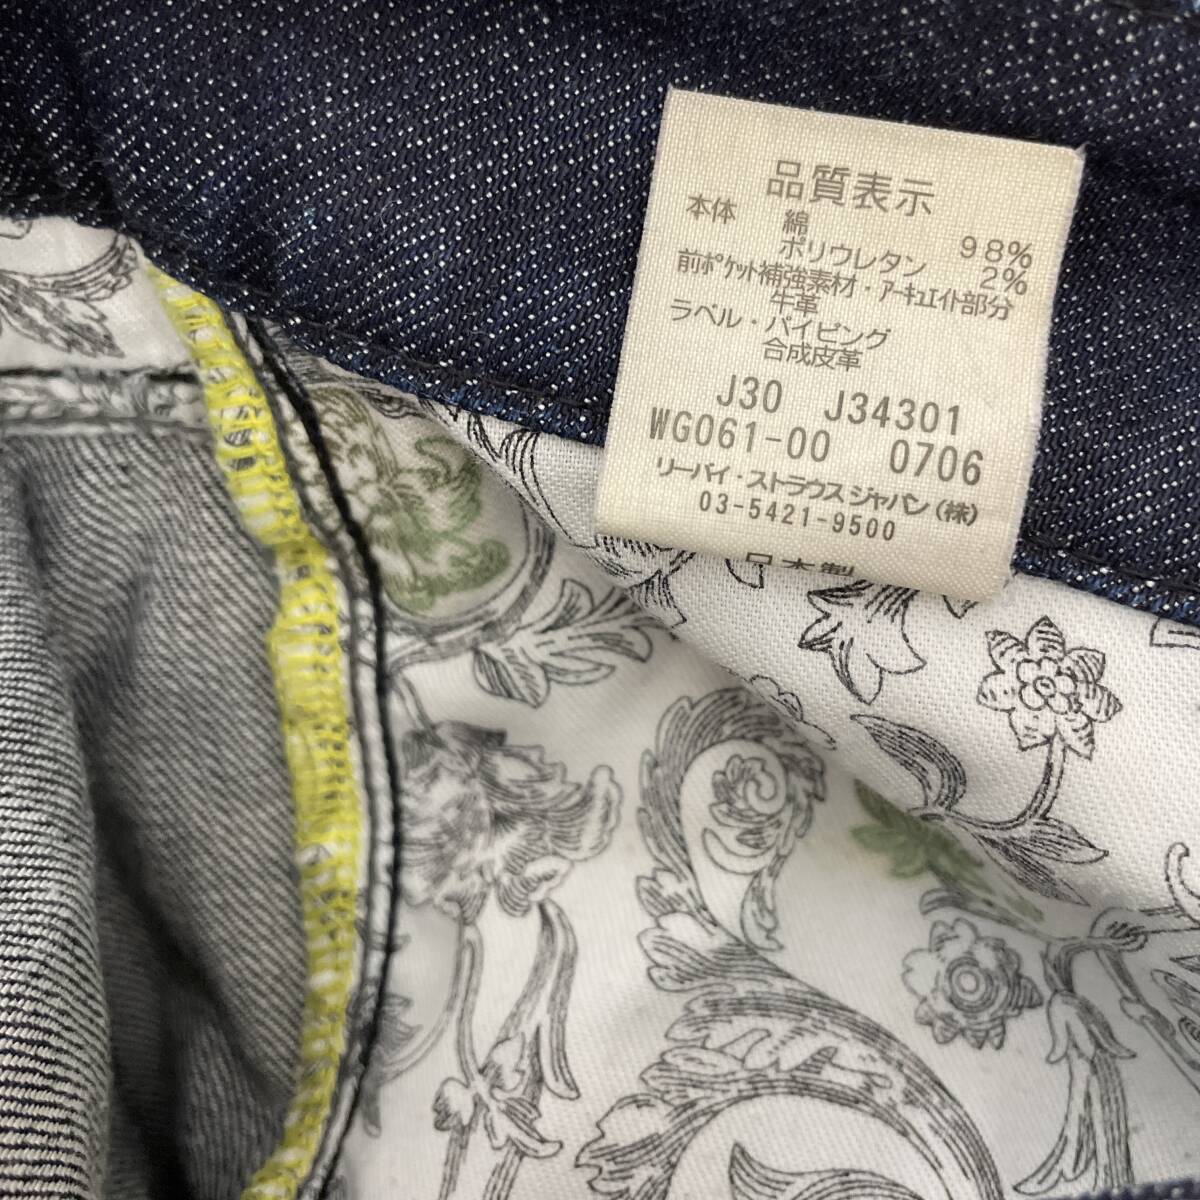 品質表示
本体 綿 98%
ポリウレタン 2%
前ﾎﾟｹｯﾄ補強素材・ｱｰｷｭｴｲﾄ部分
牛革
ラベル・パイピング
合成皮革
J30 J34301
WG061-00 0706
リーバイ・ストラウス ジャパン(株)
03-5421-9500
日本製